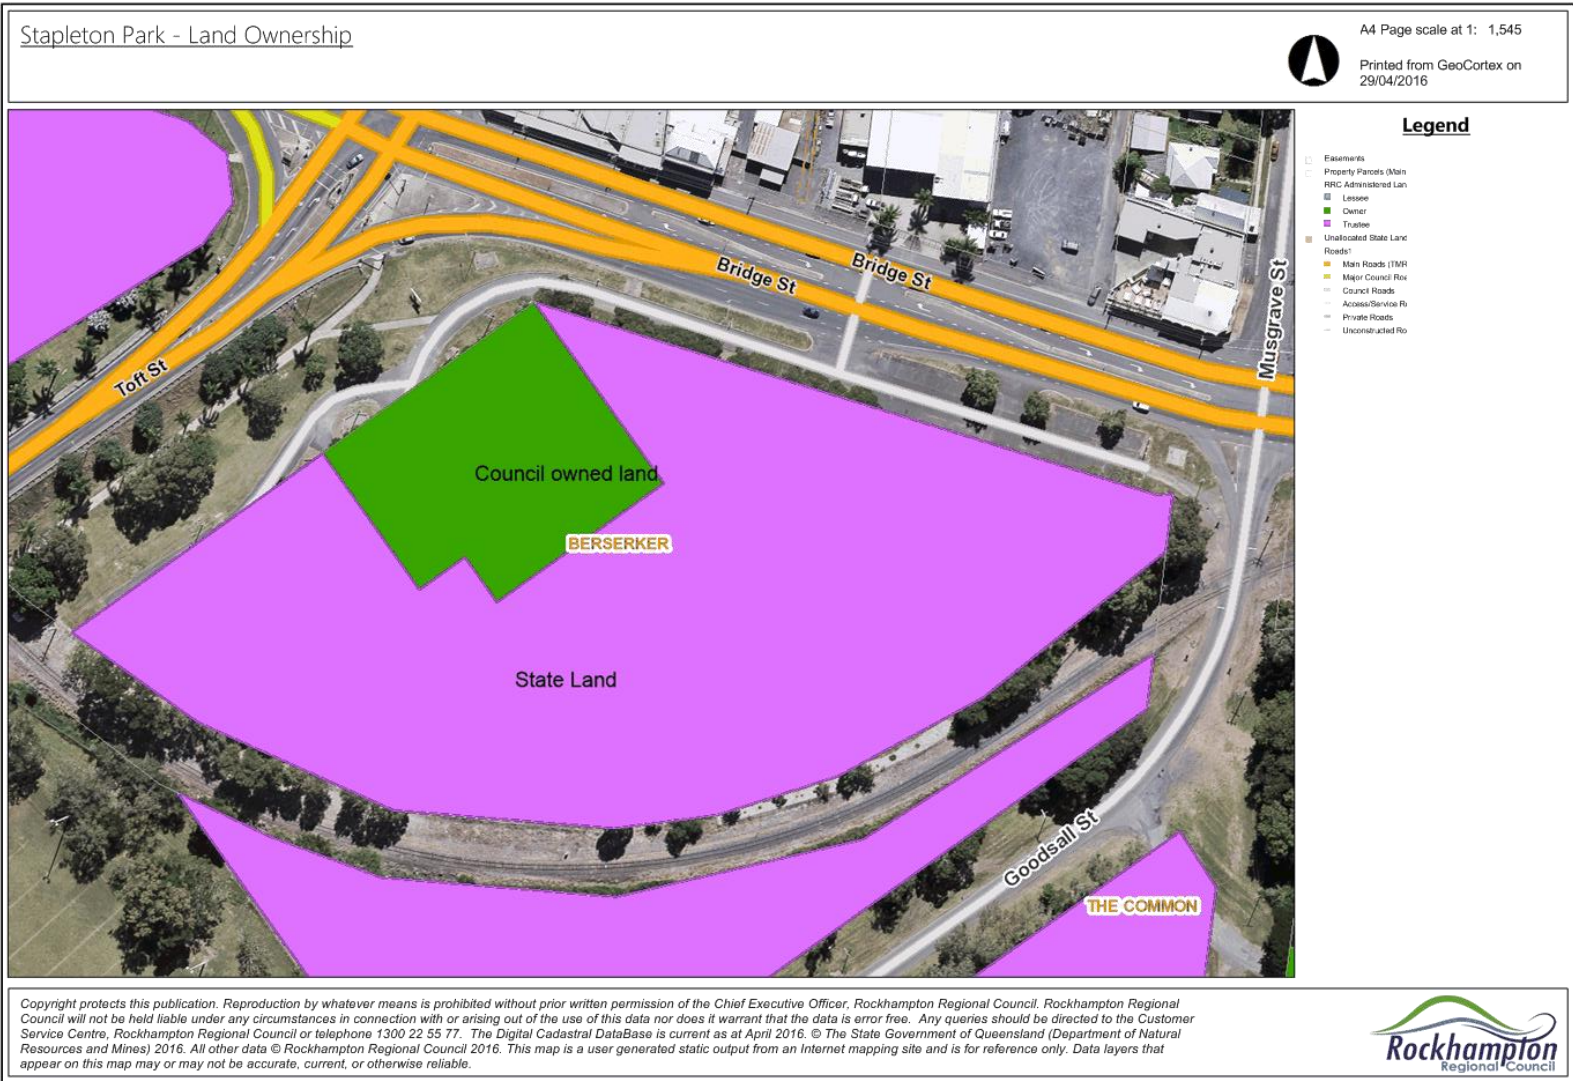 Stapleton Park - Land Ownership
A4 Page scale at 1: 1,545
Printed from GeoCortex on
29/04/2016
Legend
Easements
Property Parcels (Main
RRC Administered Lan
Lessee
Owner
Trustee
Unallocated State Land
Roads1
Main Roads (TMR
Major Council Roa
Council Roads
Access/Service R
Private Roads
Unconstructed Ro
Bridge St
Bridge St
Musgrave St
Toft St
Council owned land
BERSERKER
State Land
Goodsall St
THE COMMON
Copyright protects this publication. Reproduction by whatever means is prohibited without prior written permission of the Chief Executive Officer, Rockhampton Regional Council. Rockhampton Regional
Council will not be held liable under any circumstances in connection with or arising out of the use of this data nor does it warrant that the data is error free. Any queries should be directed to the Customer
Service Centre, Rockhampton Regional Council or telephone 1300 22 55 77. The Digital Cadastral DataBase is current as at April 2016. © The State Government of Queensland (Department of Natural
Resources and Mines) 2016. All other data © Rockhampton Regional Council 2016. This map is a user generated static output from an Internet mapping site and is for reference only. Data layers that
appear on this map may or may not be accurate, current, or otherwise reliable.
Rockhampton
Regional Council